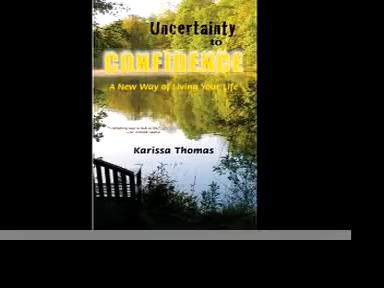 Uncertainty
to
CONFIDENCE
A New Way of Living Your Life
Karissa Thomas